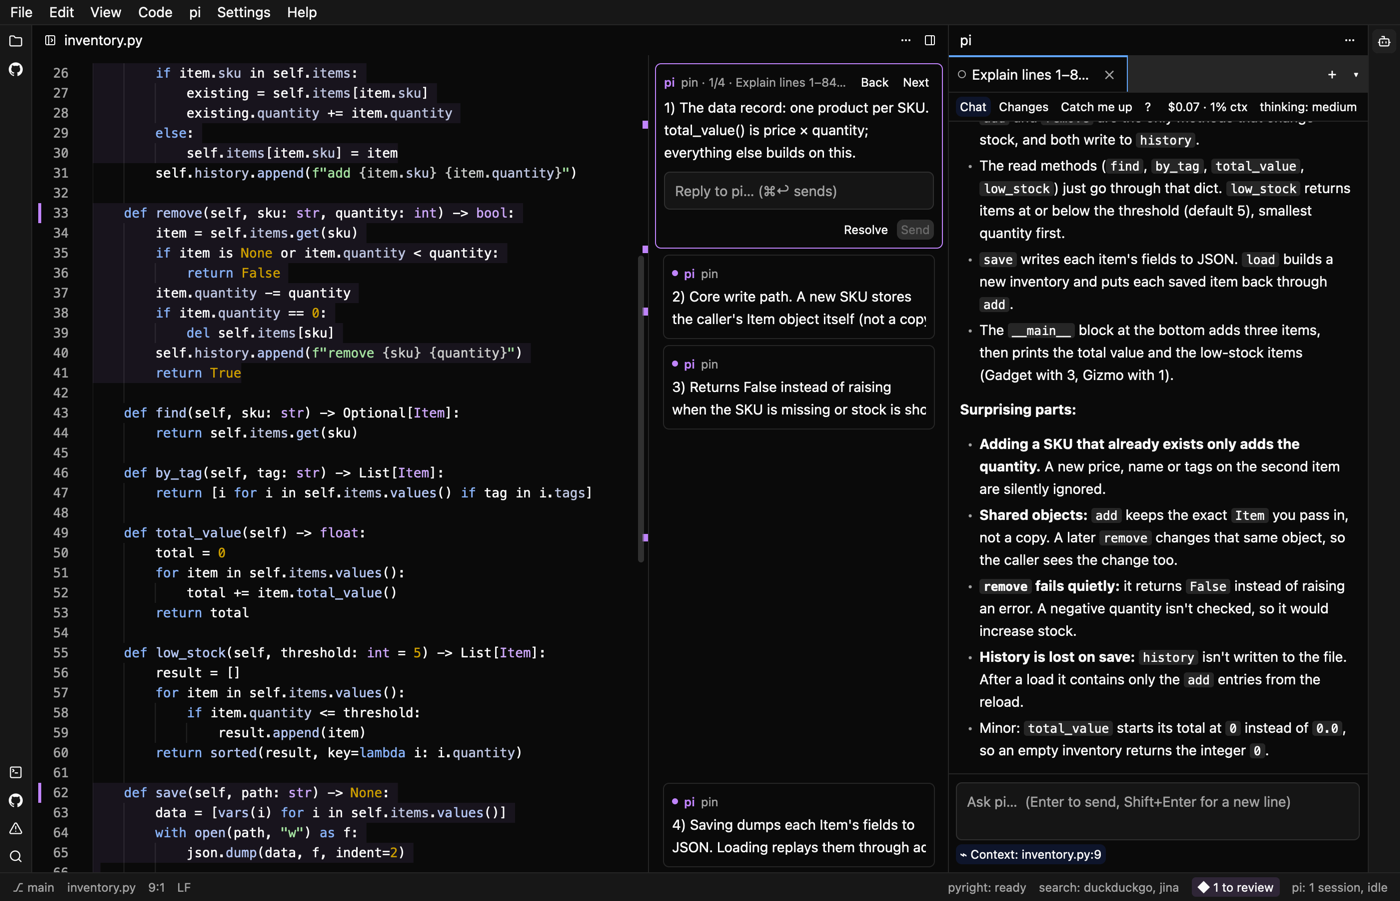 File Edit View Code pi Settings Help
inventory.py
26 if item.sku in self.items:
27 existing = self.items[item.sku]
28 existing.quantity += item.quantity
29 else:
30 self.items[item.sku] = item
31 self.history.append(f"add {item.sku} {item.quantity}")
32
33 def remove(self, sku: str, quantity: int) -> bool:
34 item = self.items.get(sku)
35 if item is None or item.quantity < quantity:
36 return False
37 item.quantity -= quantity
38 if item.quantity == 0:
39 del self.items[sku]
40 self.history.append(f"remove {sku} {quantity}")
41 return True
42
43 def find(self, sku: str) -> Optional[Item]:
44 return self.items.get(sku)
45
46 def by_tag(self, tag: str) -> List[Item]:
47 return [i for i in self.items.values() if tag in i.tags]
48
49 def total_value(self) -> float:
50 total = 0
51 for item in self.items.values():
52 total += item.total_value()
53 return total
54
55 def low_stock(self, threshold: int = 5) -> List[Item]:
56 result = []
57 for item in self.items.values():
58 if item.quantity <= threshold:
59 result.append(item)
60 return sorted(result, key=lambda i: i.quantity)
61
62 def save(self, path: str) -> None:
63 data = [vars(i) for i in self.items.values()]
64 with open(path, "w") as f:
65 json.dump(data, f, indent=2)
pi pin · 1/4 · Explain lines 1–84... Back Next
1) The data record: one product per SKU.
total_value() is price × quantity;
everything else builds on this.
Reply to pi... (⌘↩ sends)
Resolve Send
pi pin
2) Core write path. A new SKU stores
the caller's Item object itself (not a copy
pi pin
3) Returns False instead of raising
when the SKU is missing or stock is sho
pi pin
4) Saving dumps each Item's fields to
JSON. Loading replays them through ad
pi
Explain lines 1–8...
Chat Changes Catch me up ? $0.07 · 1% ctx thinking: medium
stock, and both write to history.
• The read methods (find, by_tag, total_value,
low_stock) just go through that dict. low_stock returns
items at or below the threshold (default 5), smallest
quantity first.
• save writes each item's fields to JSON. load builds a
new inventory and puts each saved item back through
add.
• The __main__ block at the bottom adds three items,
then prints the total value and the low-stock items
(Gadget with 3, Gizmo with 1).
Surprising parts:
• Adding a SKU that already exists only adds the
quantity. A new price, name or tags on the second item
are silently ignored.
• Shared objects: add keeps the exact Item you pass in,
not a copy. A later remove changes that same object, so
the caller sees the change too.
• remove fails quietly: it returns False instead of raising
an error. A negative quantity isn't checked, so it would
increase stock.
• History is lost on save: history isn't written to the file.
After a load it contains only the add entries from the
reload.
• Minor: total_value starts its total at 0 instead of 0.0,
so an empty inventory returns the integer 0.
Ask pi... (Enter to send, Shift+Enter for a new line)
Context: inventory.py:9
main inventory.py 9:1 LF
pyright: ready search: duckduckgo, jina 1 to review pi: 1 session, idle